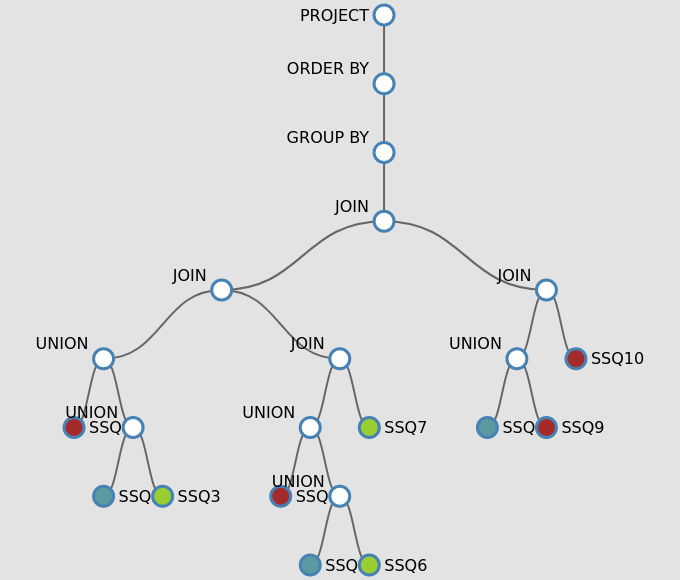 PROJECT
ORDER BY
GROUP BY
JOIN
JOIN
JOIN
UNION
JOIN
UNION
SSQ10
UNION
SSQ
UNION
SSQ7
SSQ
SSQ9
SSQ
SSQ3
UNION
SSQ
SSQ
SSQ6